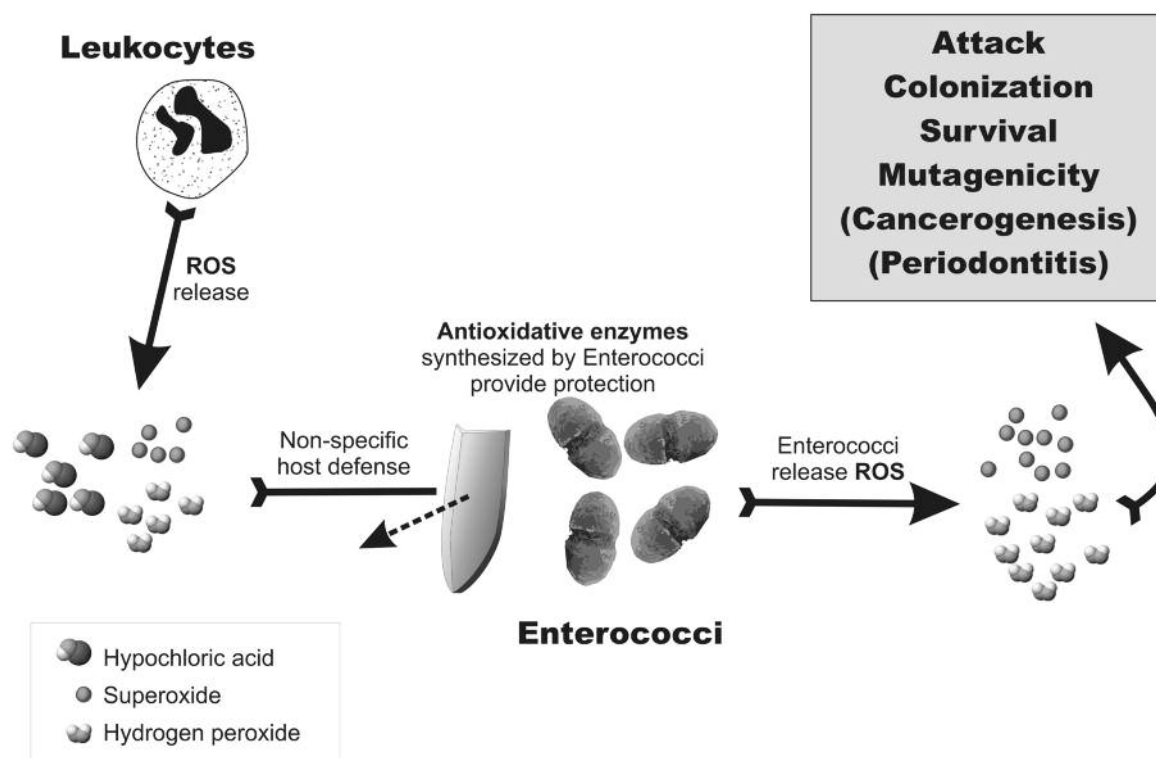 Leukocytes
ROS
release
Attack
Colonization
Survival
Mutagenicity
(Cancerogenesis)
(Periodontitis)
Antioxidative enzymes
synthesized by Enterococci
provide protection
Non-specific
host defense
Enterococci
release ROS
Enterococci
Hypochloric acid
Superoxide
Hydrogen peroxide